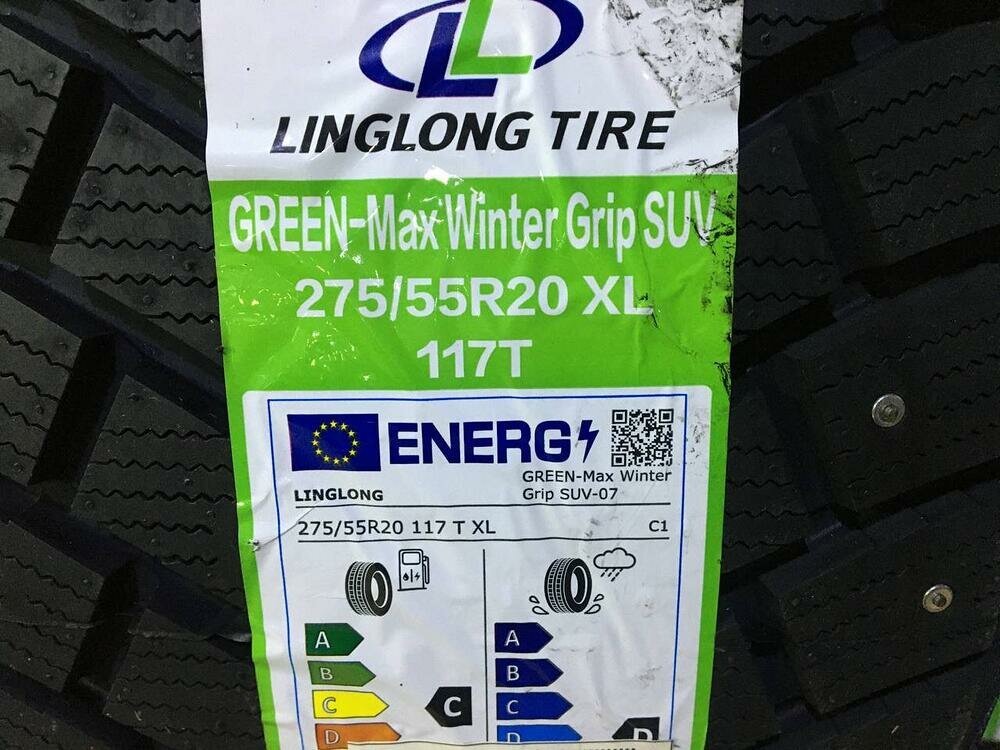 LINGLONG TIRE
GREEN-Max Winter Grip SUV
275/55R20 XL
117T
ENERG
GREEN-Max Winter
LINGLONG Grip SUV-07
275/55R20 117 T XL C1
A A
B B
C C C
D D D